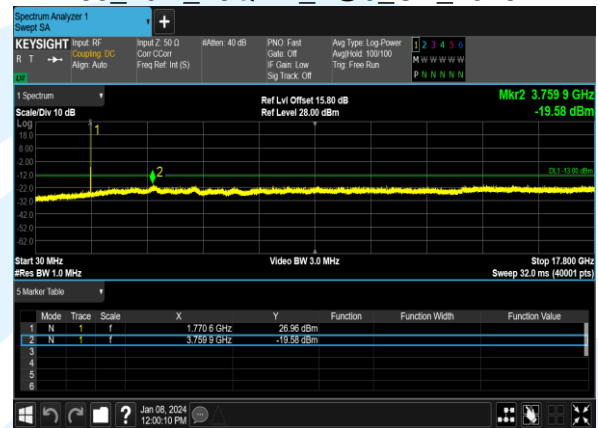 Spectrum Analyzer 1
Swept SA
+
KEYSIGHT Input: RF Input Z: 50 Ω #Atten: 40 dB PNO: Fast Avg Type: Log-Power 1 2 3 4 5 6
R T Coupling: DC Corr CCorr Gate: Off Avg|Hold: 100/100 M W W W W W
Align: Auto Freq Ref: Int (S) IF Gain: Low Trig: Free Run
Sig Track: Off P N N N N N
1 Spectrum Ref Lvl Offset 15.80 dB Mkr2 3.759 9 GHz
Scale/Div 10 dB Ref Level 28.00 dBm -19.58 dBm
Log
18.0
8.00
-2.00
-12.0
-22.0
-32.0
-42.0
-52.0
-62.0
1
2
DL1 -13.00 dBm
Start 30 MHz Video BW 3.0 MHz Stop 17.800 GHz
#Res BW 1.0 MHz Sweep 32.0 ms (40001 pts)
5 Marker Table
Mode Trace Scale X Y Function Function Width Function Value
1 N 1 f 1.770 6 GHz 26.96 dBm
2 N 1 f 3.759 9 GHz -19.58 dBm
3
4
5
6
? Jan 08, 2024
12:00:10 PM